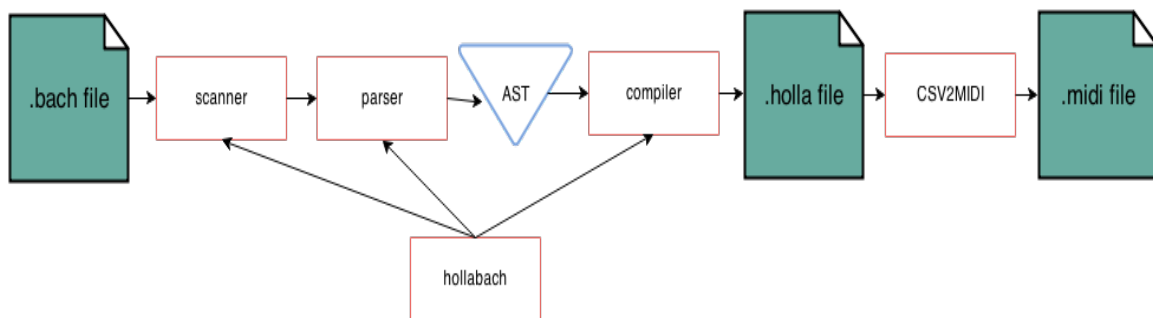 .bach file
scanner
parser
AST
compiler
.holla file
CSV2MIDI
.midi file
hollabach